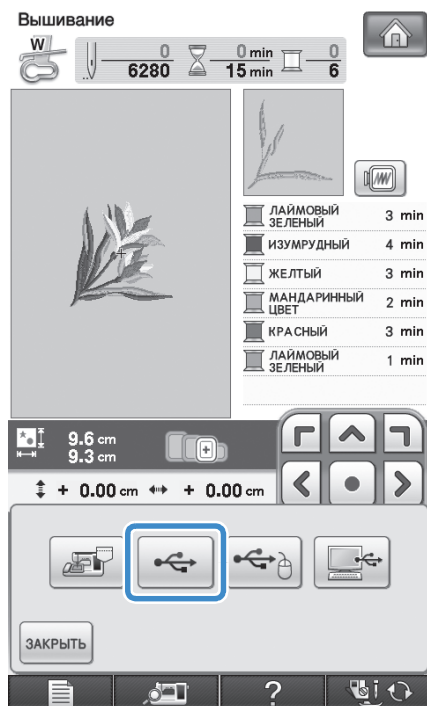 Вышивание
W
0
6280
0 min
15 min
0
6
ЛАЙМОВЫЙ
ЗЕЛЕНЫЙ
3 min
ИЗУМРУДНЫЙ
4 min
ЖЕЛТЫЙ
3 min
МАНДАРИННЫЙ
ЦВЕТ
2 min
КРАСНЫЙ
3 min
ЛАЙМОВЫЙ
ЗЕЛЕНЫЙ
1 min
9.6 cm
9.3 cm
+ 0.00 cm + 0.00 cm
ЗАКРЫТЬ
?